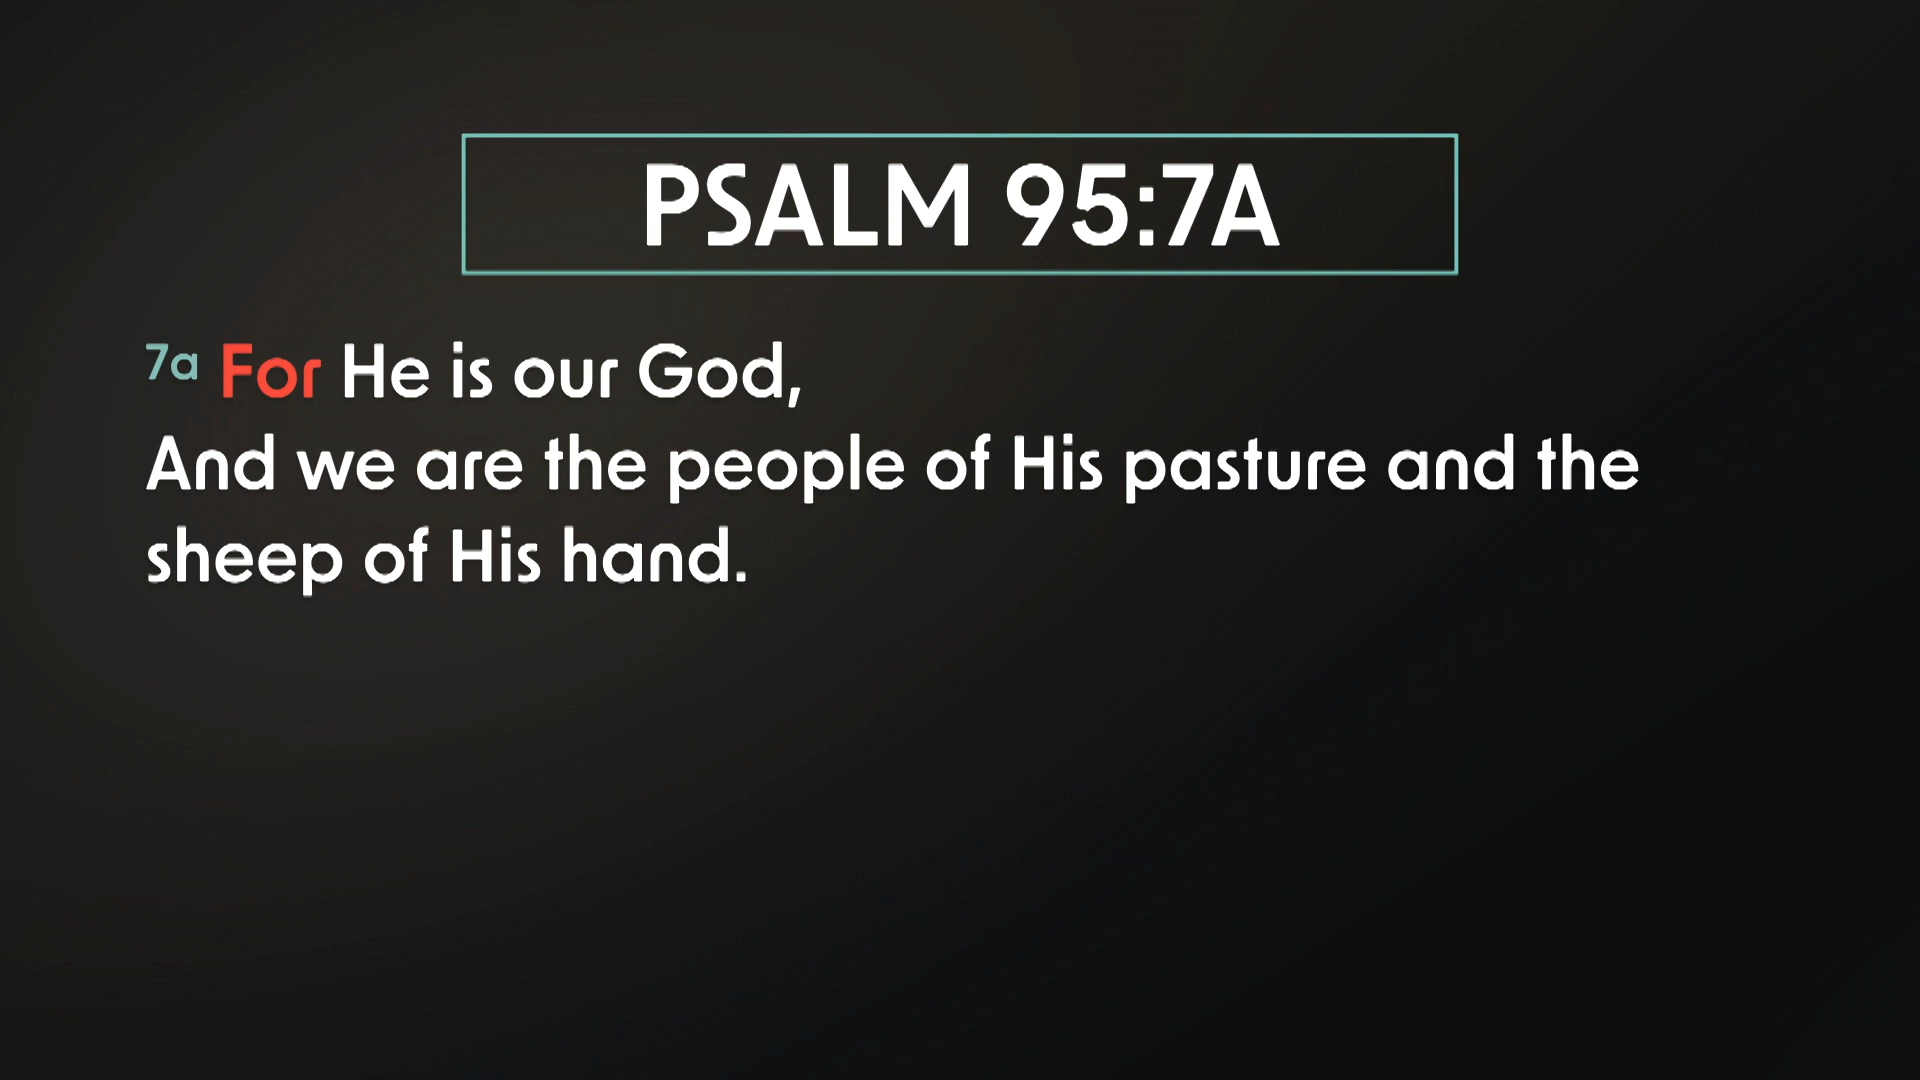 PSALM 95:7A
7a For He is our God,
And we are the people of His pasture and the
sheep of His hand.